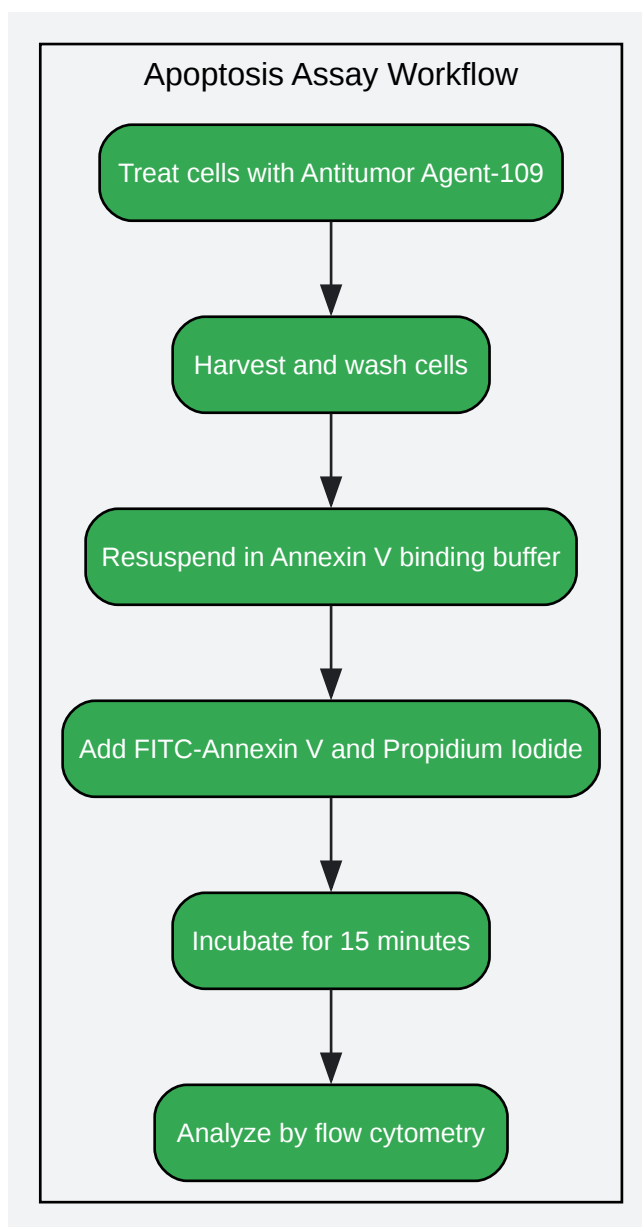 Apoptosis Assay Workflow
Treat cells with Antitumor Agent-109
Harvest and wash cells
Resuspend in Annexin V binding buffer
Add FITC-Annexin V and Propidium Iodide
Incubate for 15 minutes
Analyze by flow cytometry